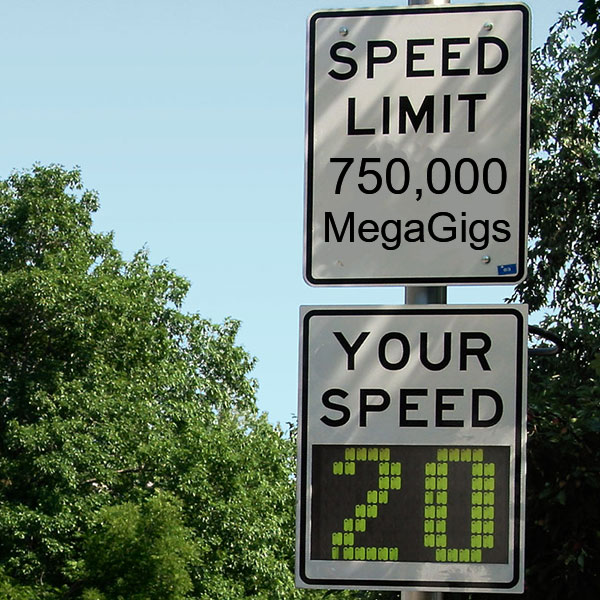 SPEED
LIMIT
750,000
MegaGigs
YOUR
SPEED
20